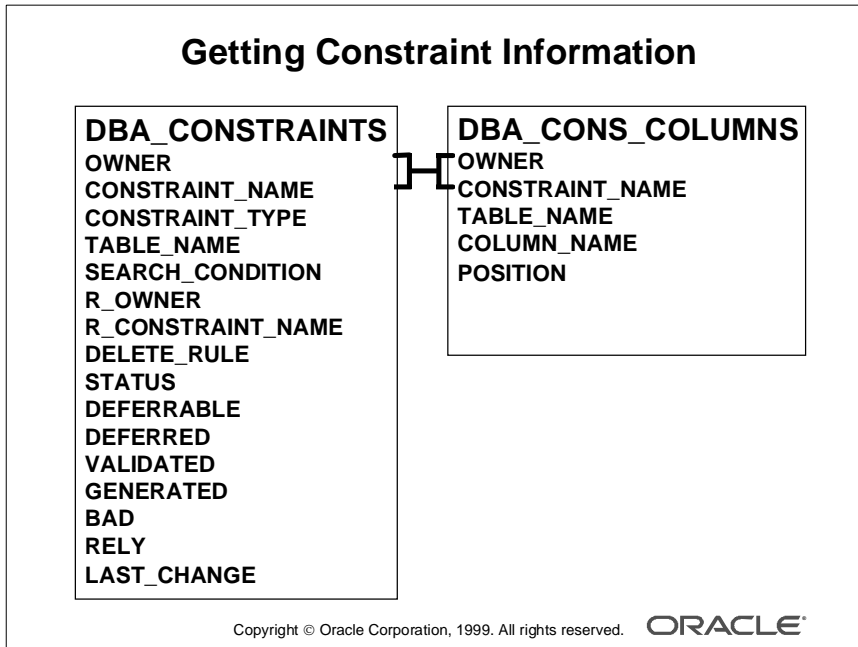 Getting Constraint Information
DBA_CONSTRAINTS
OWNER
CONSTRAINT_NAME
CONSTRAINT_TYPE
TABLE_NAME
SEARCH_CONDITION
R_OWNER
R_CONSTRAINT_NAME
DELETE_RULE
STATUS
DEFERRABLE
DEFERRED
VALIDATED
GENERATED
BAD
RELY
LAST_CHANGE
DBA_CONS_COLUMNS
OWNER
CONSTRAINT_NAME
TABLE_NAME
COLUMN_NAME
POSITION
Copyright © Oracle Corporation, 1999. All rights reserved. ORACLE®